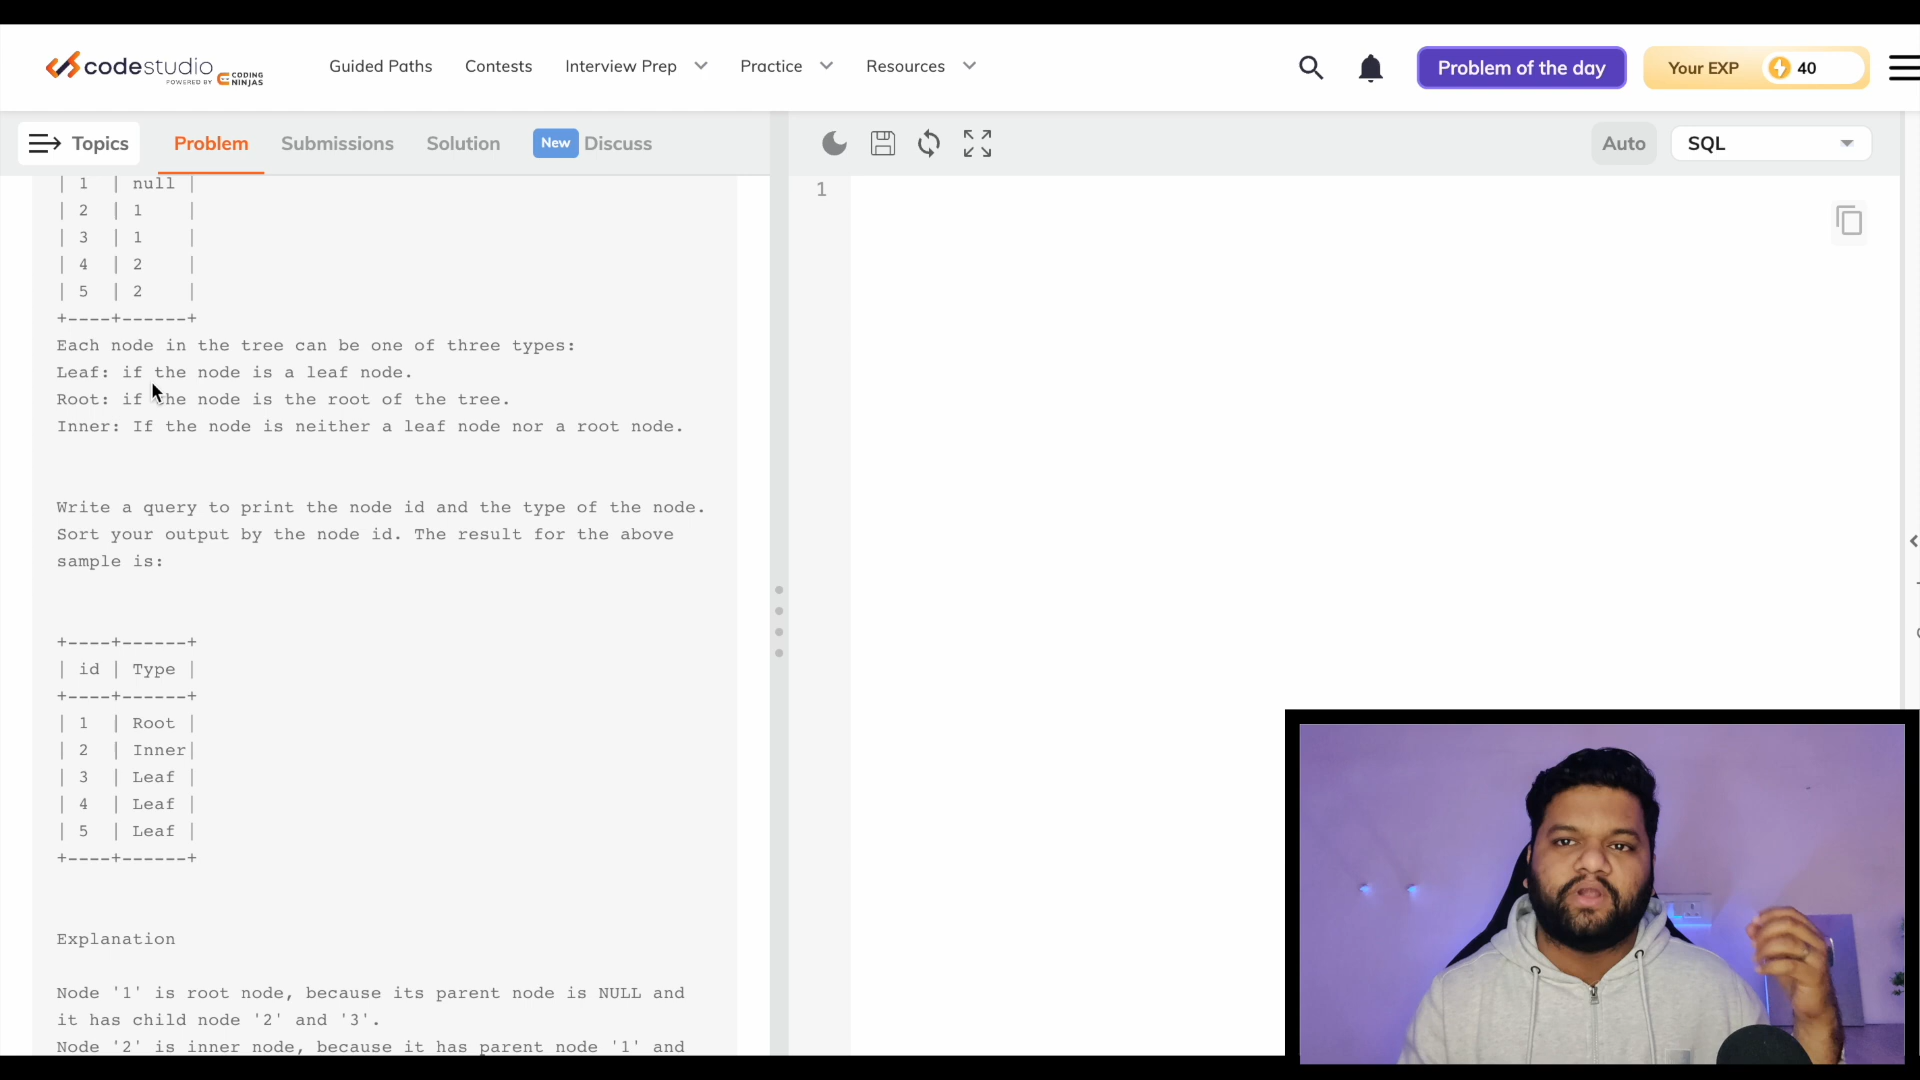 codestudio
POWERED BY CODING NINJAS
Guided Paths
Contests
Interview Prep
Practice
Resources
Problem of the day
Your EXP 40
Topics
Problem
Submissions
Solution
New Discuss
Auto
SQL
| 1 | null |
| 2 | 1 |
| 3 | 1 |
| 4 | 2 |
| 5 | 2 |
+----+------+
Each node in the tree can be one of three types:
Leaf: if the node is a leaf node.
Root: if the node is the root of the tree.
Inner: If the node is neither a leaf node nor a root node.
Write a query to print the node id and the type of the node.
Sort your output by the node id. The result for the above
sample is:
+----+------+
| id | Type |
+----+------+
| 1 | Root |
| 2 | Inner|
| 3 | Leaf |
| 4 | Leaf |
| 5 | Leaf |
+----+------+
Explanation
Node '1' is root node, because its parent node is NULL and
it has child node '2' and '3'.
Node '2' is inner node, because it has parent node '1' and
1